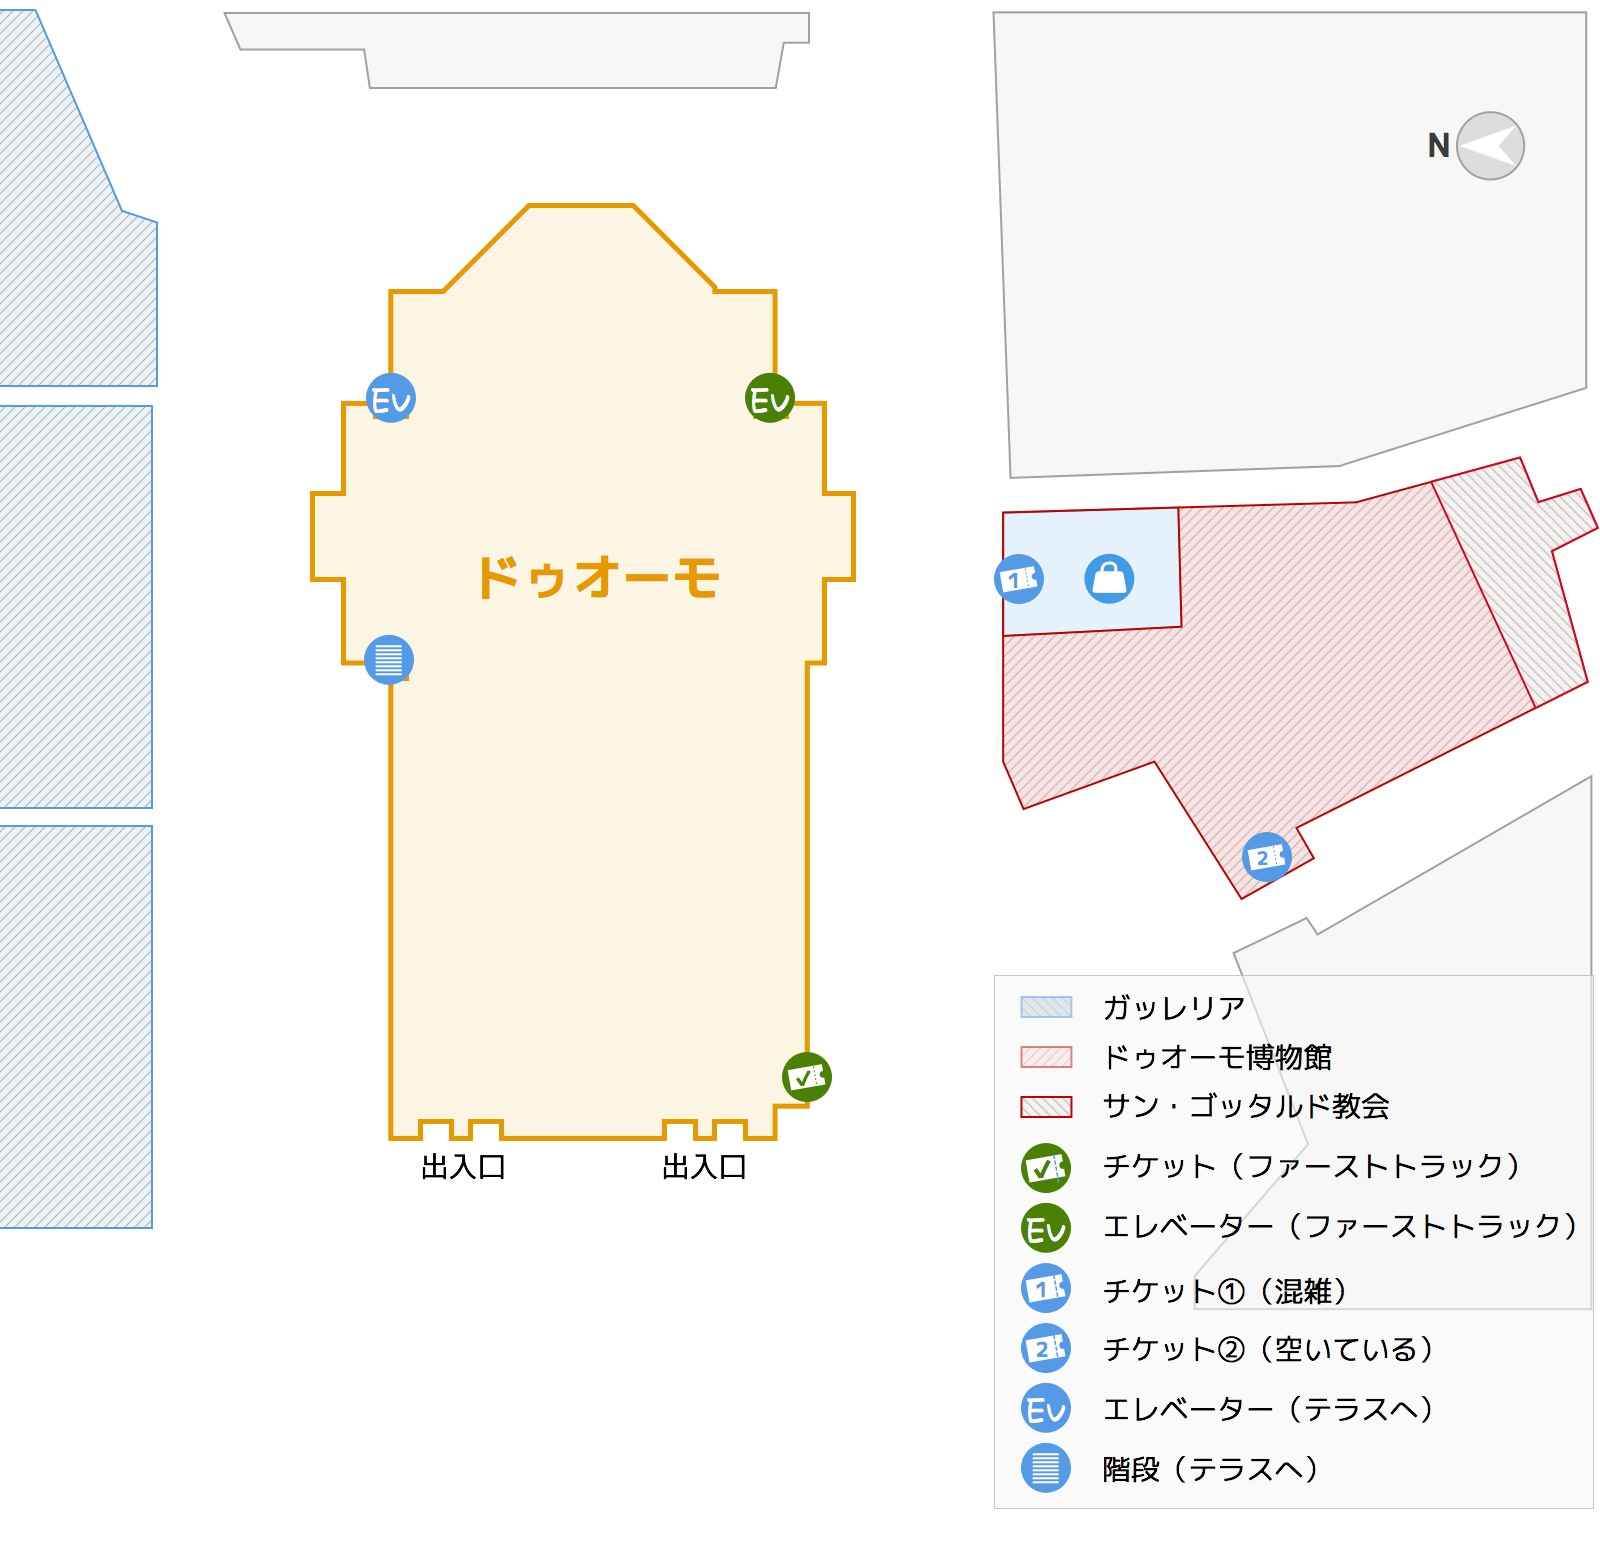 N
Ev
Ev
ドゥオーモ
1
2
出入口
出入口
ガッレリア
ドゥオーモ博物館
サン・ゴッタルド教会
チケット（ファーストトラック）
Ev
エレベーター（ファーストトラック）
1
チケット①（混雑）
2
チケット②（空いている）
Ev
エレベーター（テラスへ）
階段（テラスへ）